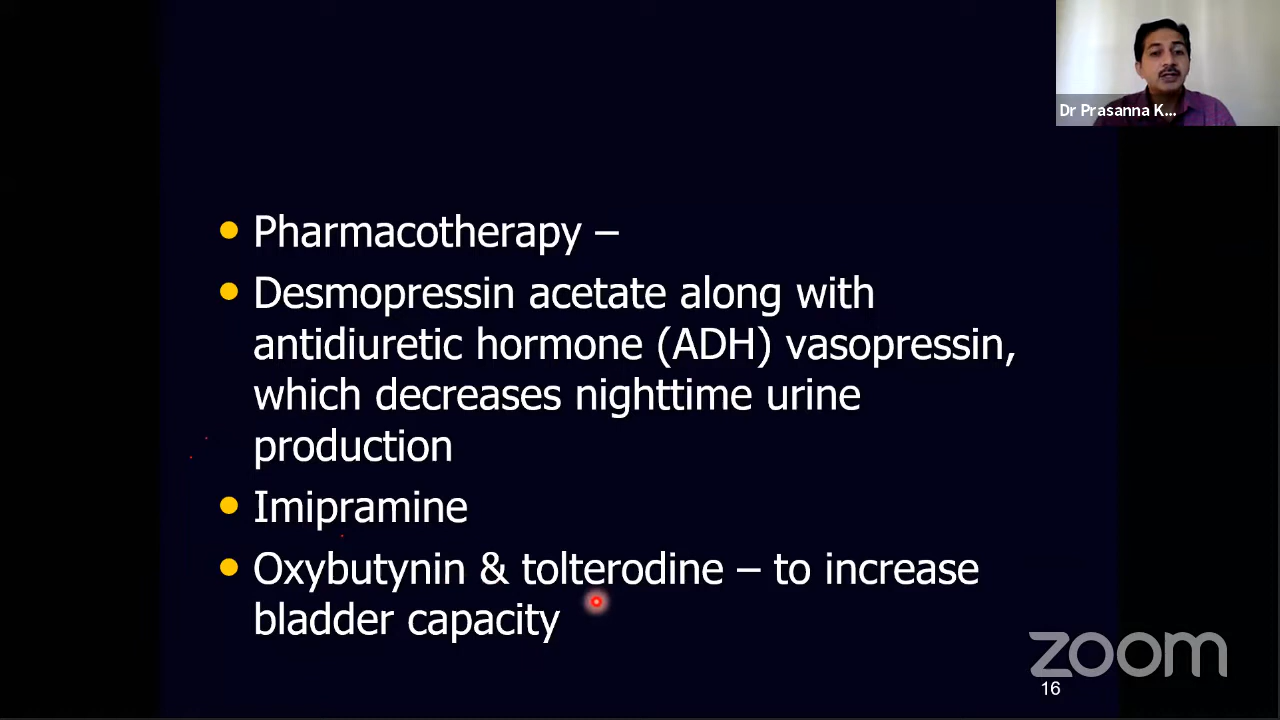 Dr Prasanna K...
Pharmacotherapy –
Desmopressin acetate along with
antidiuretic hormone (ADH) vasopressin,
which decreases nighttime urine
production
Imipramine
Oxybutynin & tolterodine – to increase
bladder capacity
zoom
16